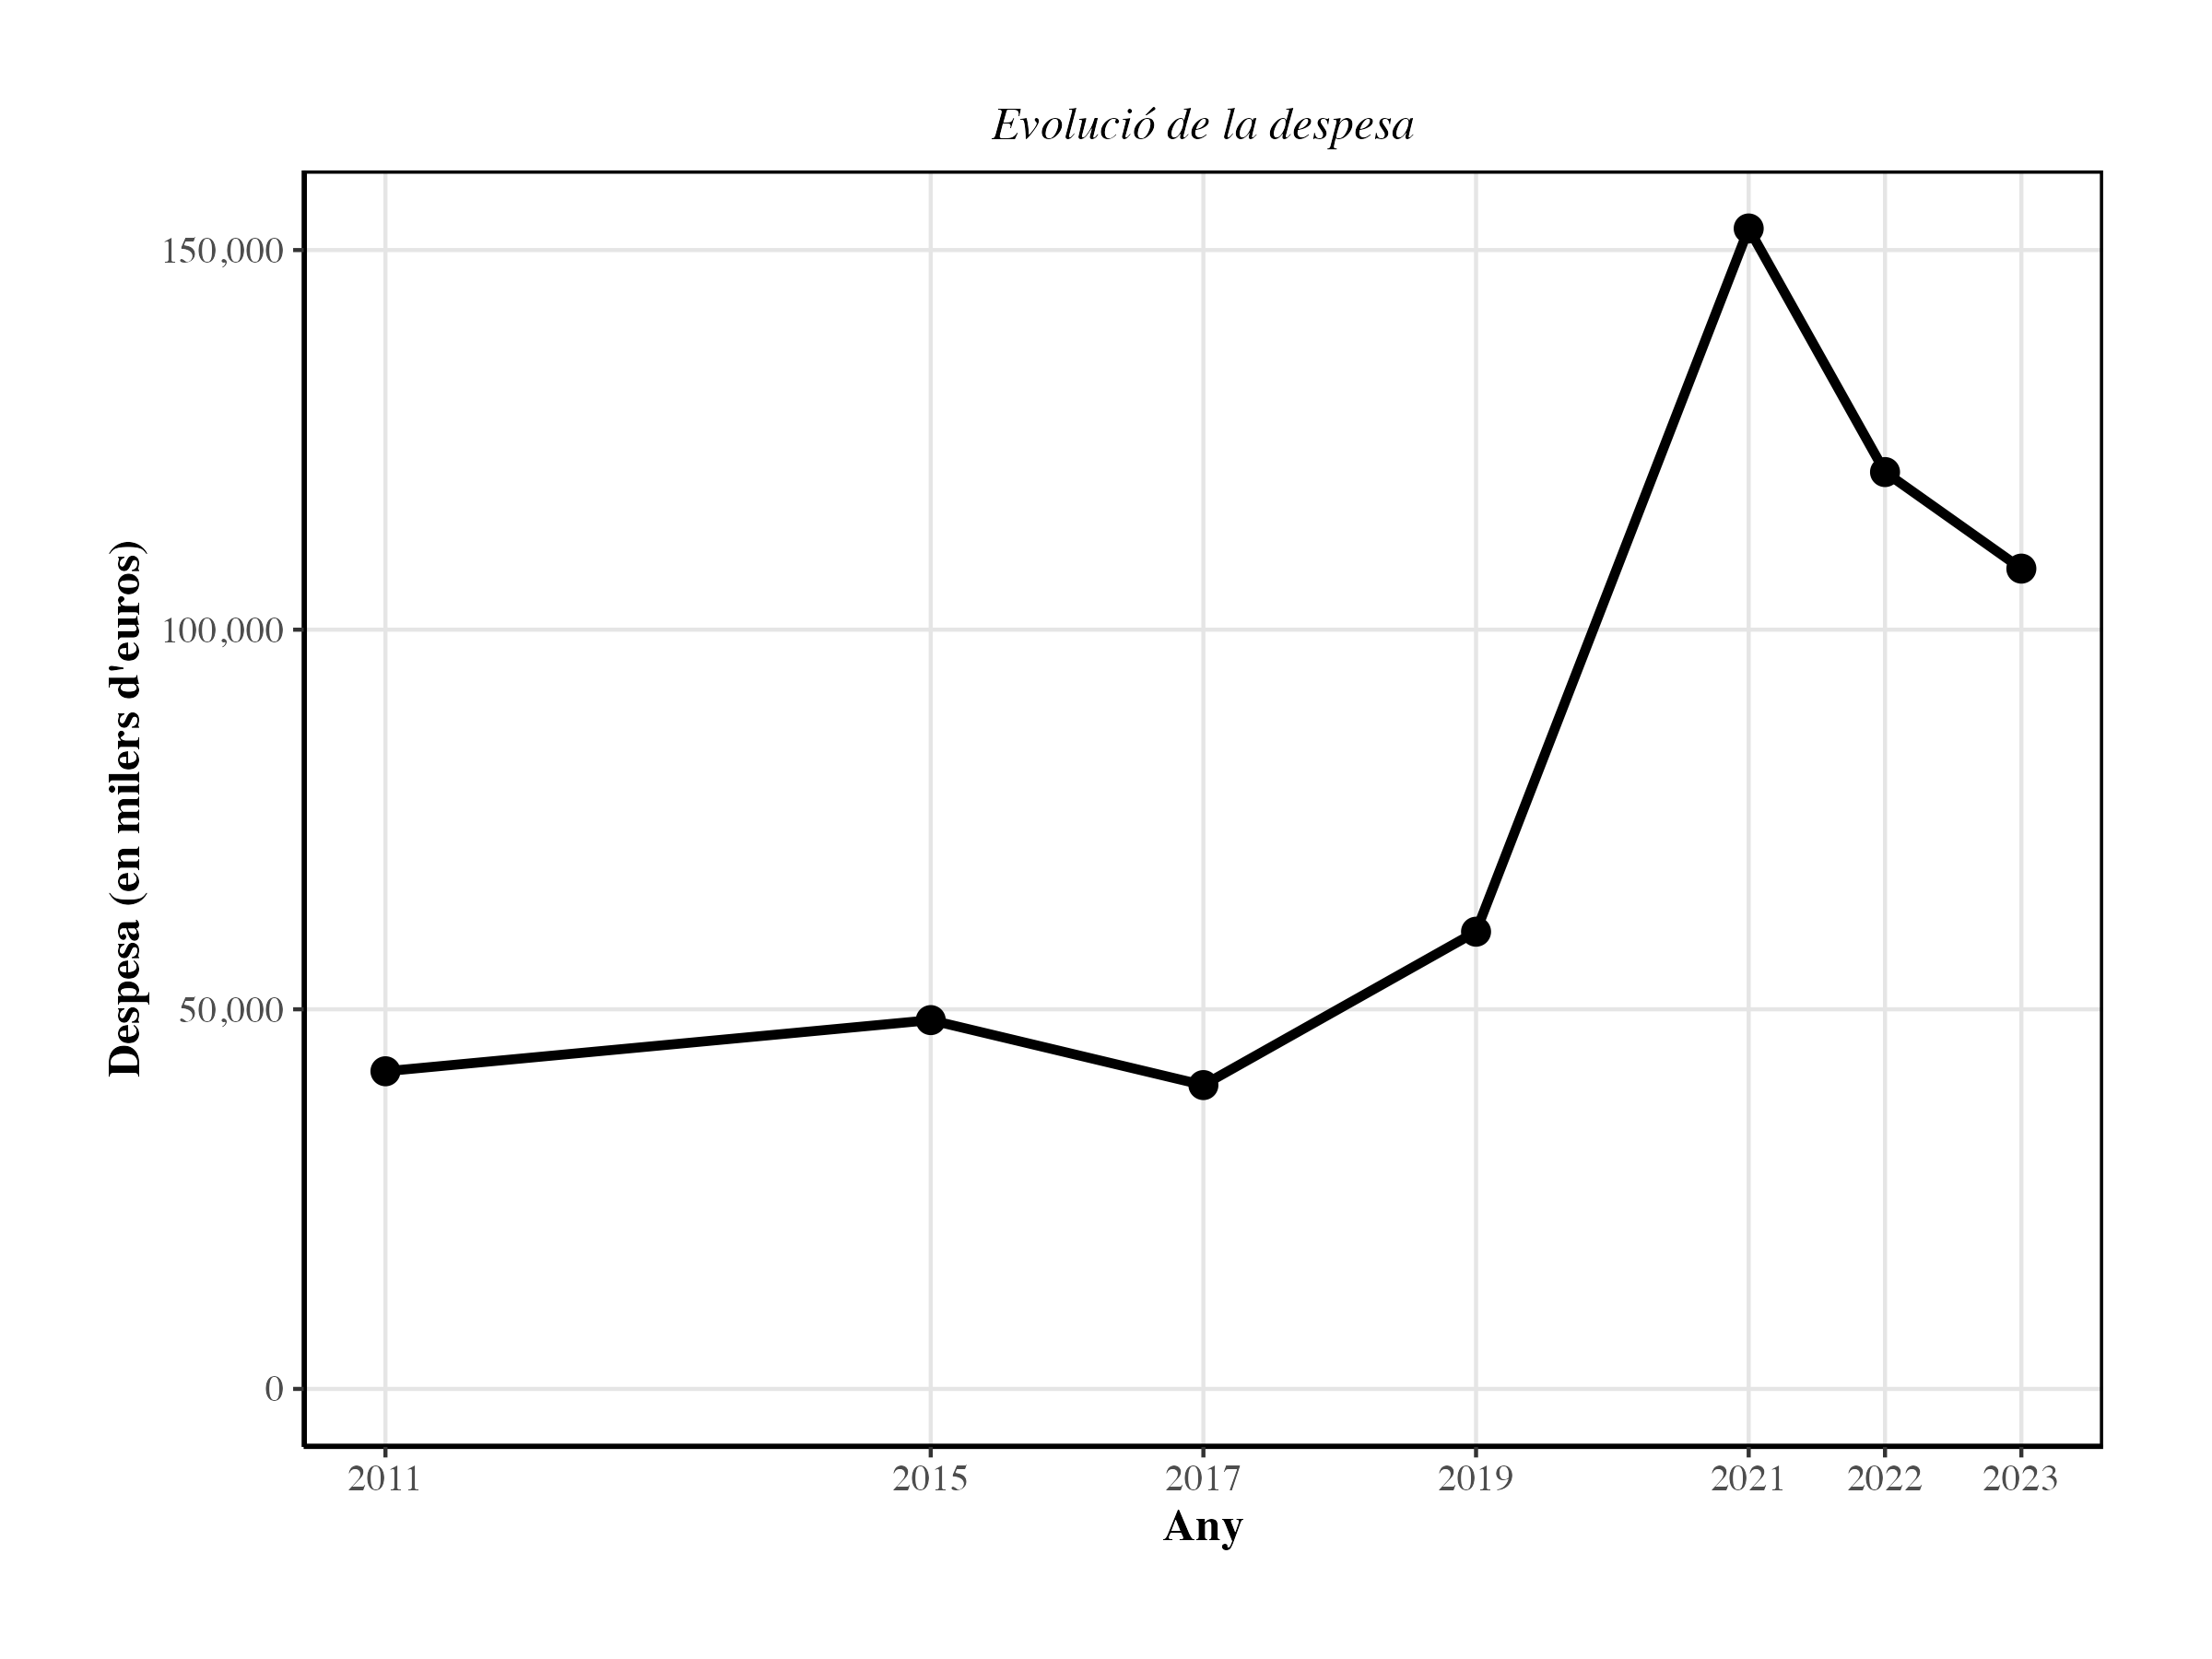 Evolució de la despesa
Despesa (en milers d'euros)
150,000
100,000
50,000
0
2011 2015 2017 2019 2021 2022 2023
Any